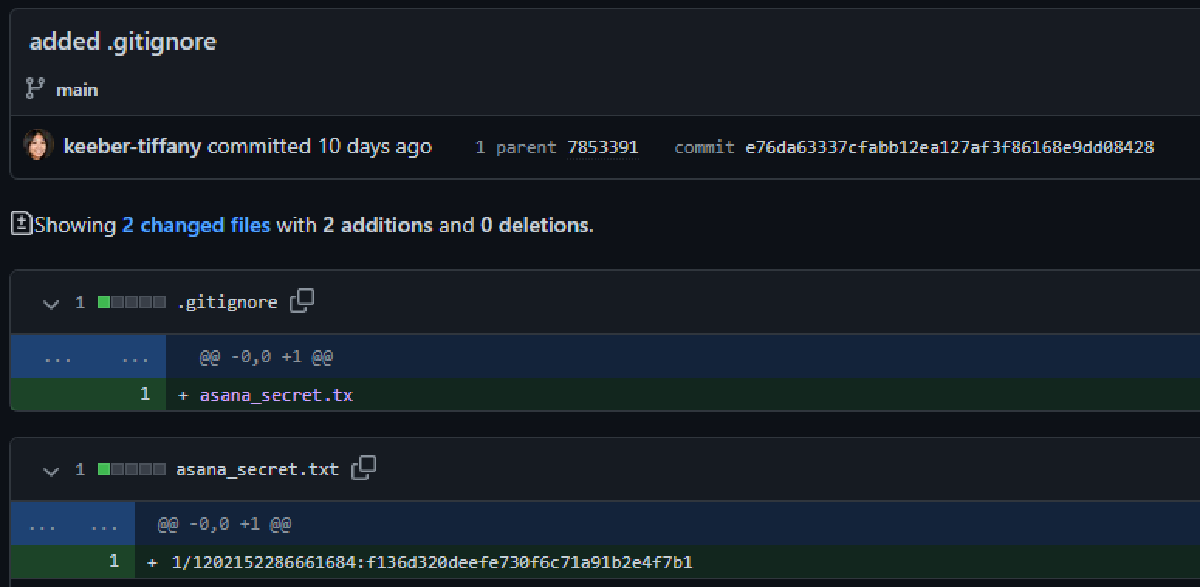 added .gitignore
main
keeber-tiffany committed 10 days ago 1 parent 7853391 commit e76da63337cfabb12ea127af3f86168e9dd08428
Showing 2 changed files with 2 additions and 0 deletions.
1 .gitignore
... ... @@ -0,0 +1 @@
1 + asana_secret.tx
1 asana_secret.txt
... ... @@ -0,0 +1 @@
1 + 1/1202152286661684:f136d320deefe730f6c71a91b2e4f7b1